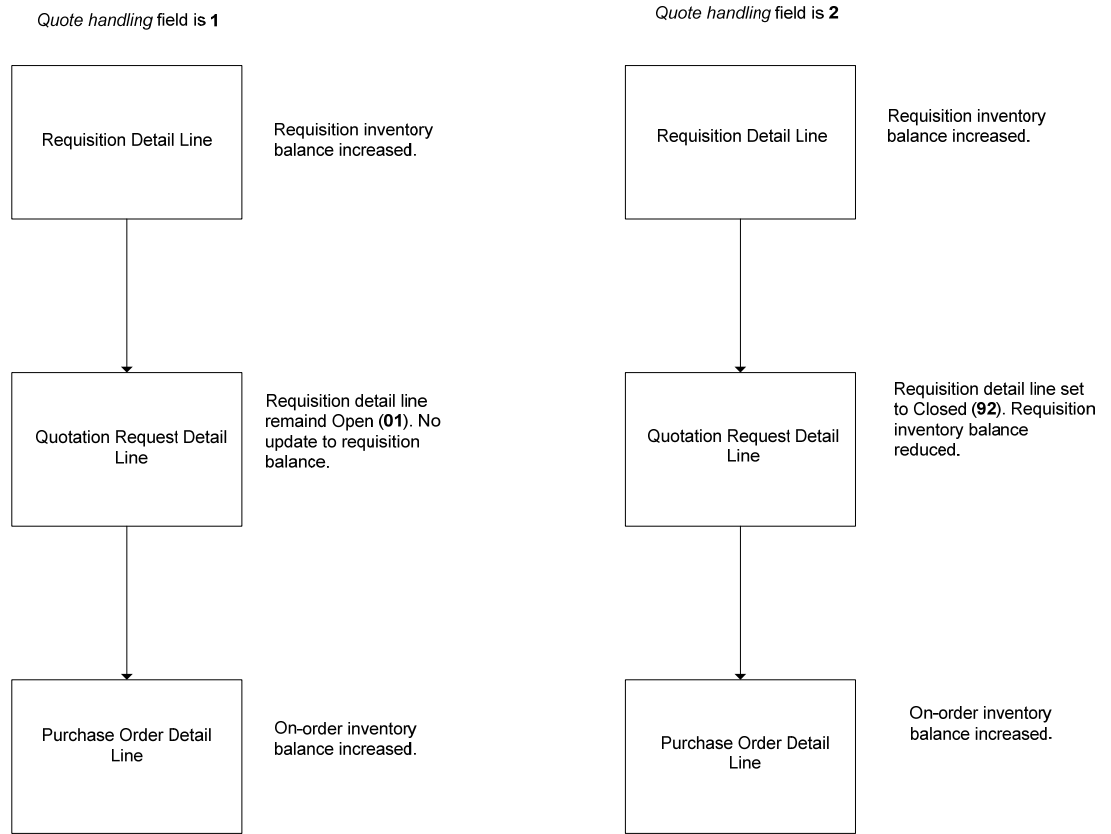 Quote handling field is 1
Requisition Detail Line
Requisition inventory
balance increased.
Quotation Request Detail
Line
Requisition detail line
remaind Open (01). No
update to requisition
balance.
Purchase Order Detail
Line
On-order inventory
balance increased.
Quote handling field is 2
Requisition Detail Line
Requisition inventory
balance increased.
Quotation Request Detail
Line
Requisition detail line set
to Closed (92). Requisition
inventory balance
reduced.
Purchase Order Detail
Line
On-order inventory
balance increased.